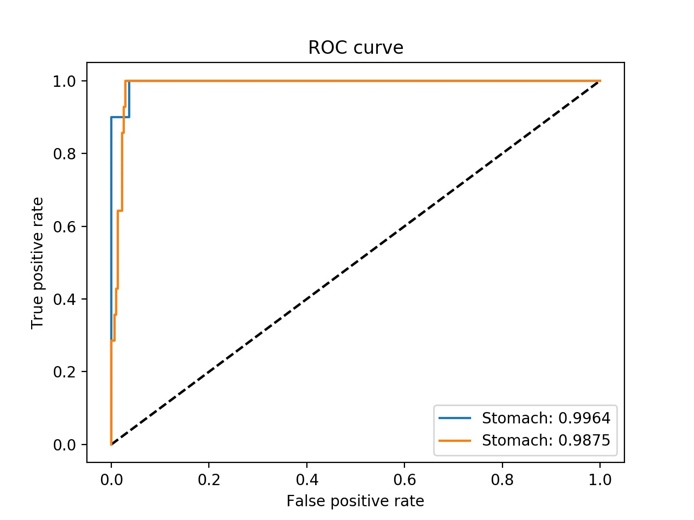 ROC curve
True positive rate
1.0
0.8
0.6
0.4
0.2
0.0
Stomach: 0.9964
Stomach: 0.9875
0.0 0.2 0.4 0.6 0.8 1.0
False positive rate